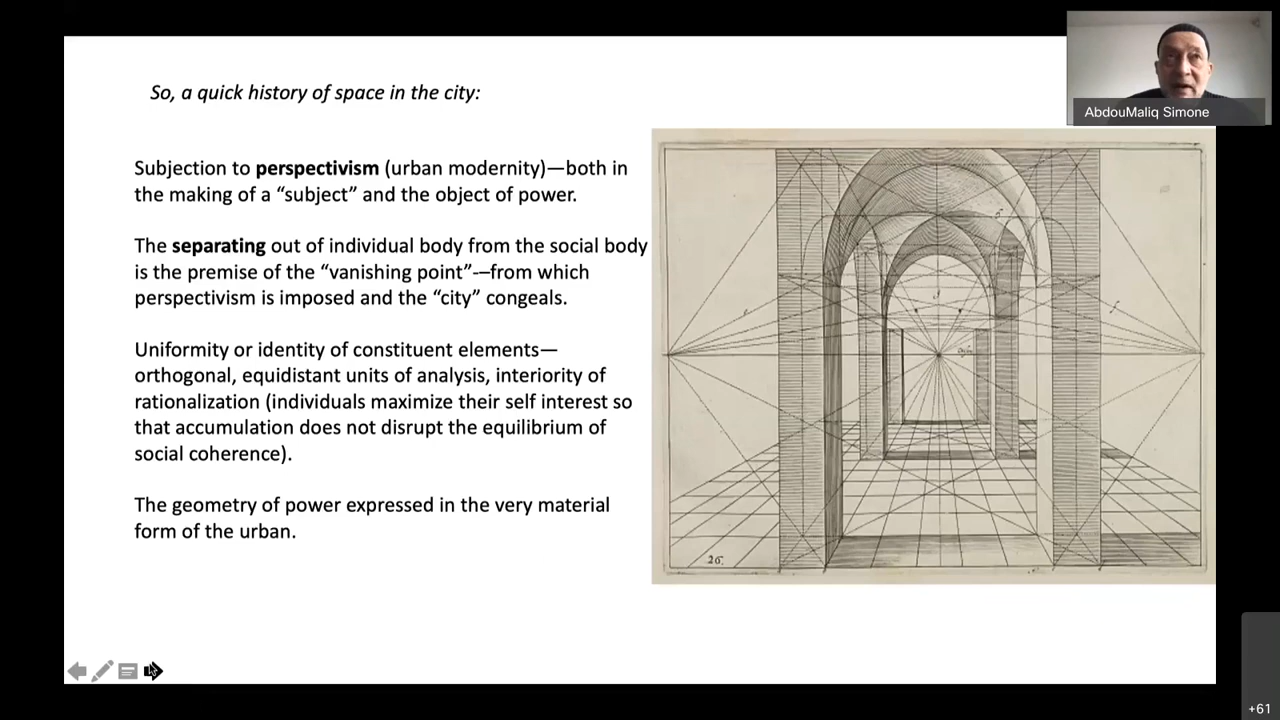 So, a quick history of space in the city:
AbdouMaliq Simone
Subjection to perspectivism (urban modernity)—both in
the making of a “subject” and the object of power.
The separating out of individual body from the social body
is the premise of the “vanishing point”-–from which
perspectivism is imposed and the “city” congeals.
Uniformity or identity of constituent elements—
orthogonal, equidistant units of analysis, interiority of
rationalization (individuals maximize their self interest so
that accumulation does not disrupt the equilibrium of
social coherence).
The geometry of power expressed in the very material
form of the urban.
26.
+61